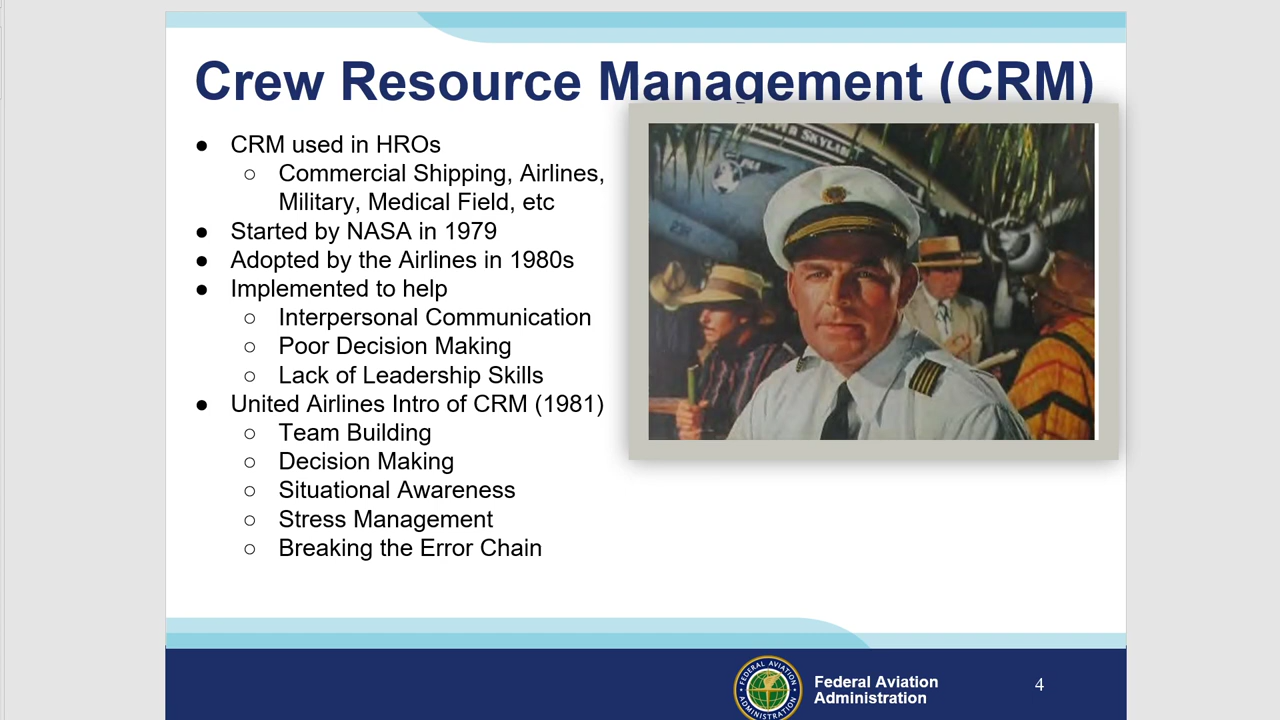 Crew Resource Management (CRM)
● CRM used in HROs
○ Commercial Shipping, Airlines,
Military, Medical Field, etc
● Started by NASA in 1979
● Adopted by the Airlines in 1980s
● Implemented to help
○ Interpersonal Communication
○ Poor Decision Making
○ Lack of Leadership Skills
● United Airlines Intro of CRM (1981)
○ Team Building
○ Decision Making
○ Situational Awareness
○ Stress Management
○ Breaking the Error Chain
FEDERAL AVIATION
ADMINISTRATION
Federal Aviation
Administration
4